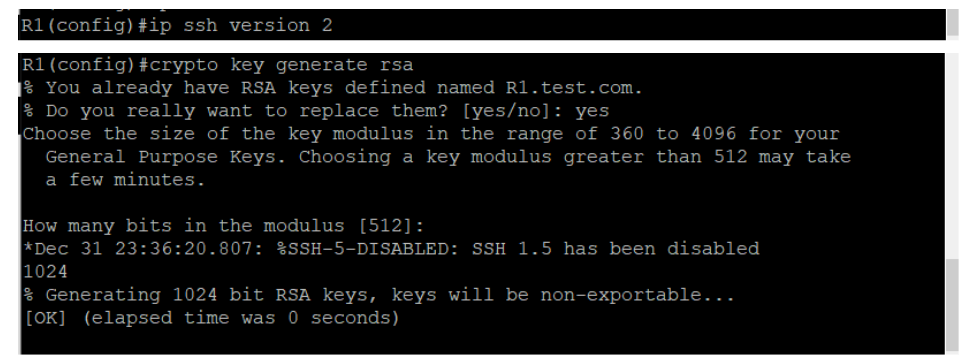 R1(config)#ip ssh version 2
R1(config)#crypto key generate rsa
% You already have RSA keys defined named R1.test.com.
% Do you really want to replace them? [yes/no]: yes
Choose the size of the key modulus in the range of 360 to 4096 for your
  General Purpose Keys. Choosing a key modulus greater than 512 may take
  a few minutes.

How many bits in the modulus [512]:
*Dec 31 23:36:20.807: %SSH-5-DISABLED: SSH 1.5 has been disabled
1024
% Generating 1024 bit RSA keys, keys will be non-exportable...
[OK] (elapsed time was 0 seconds)